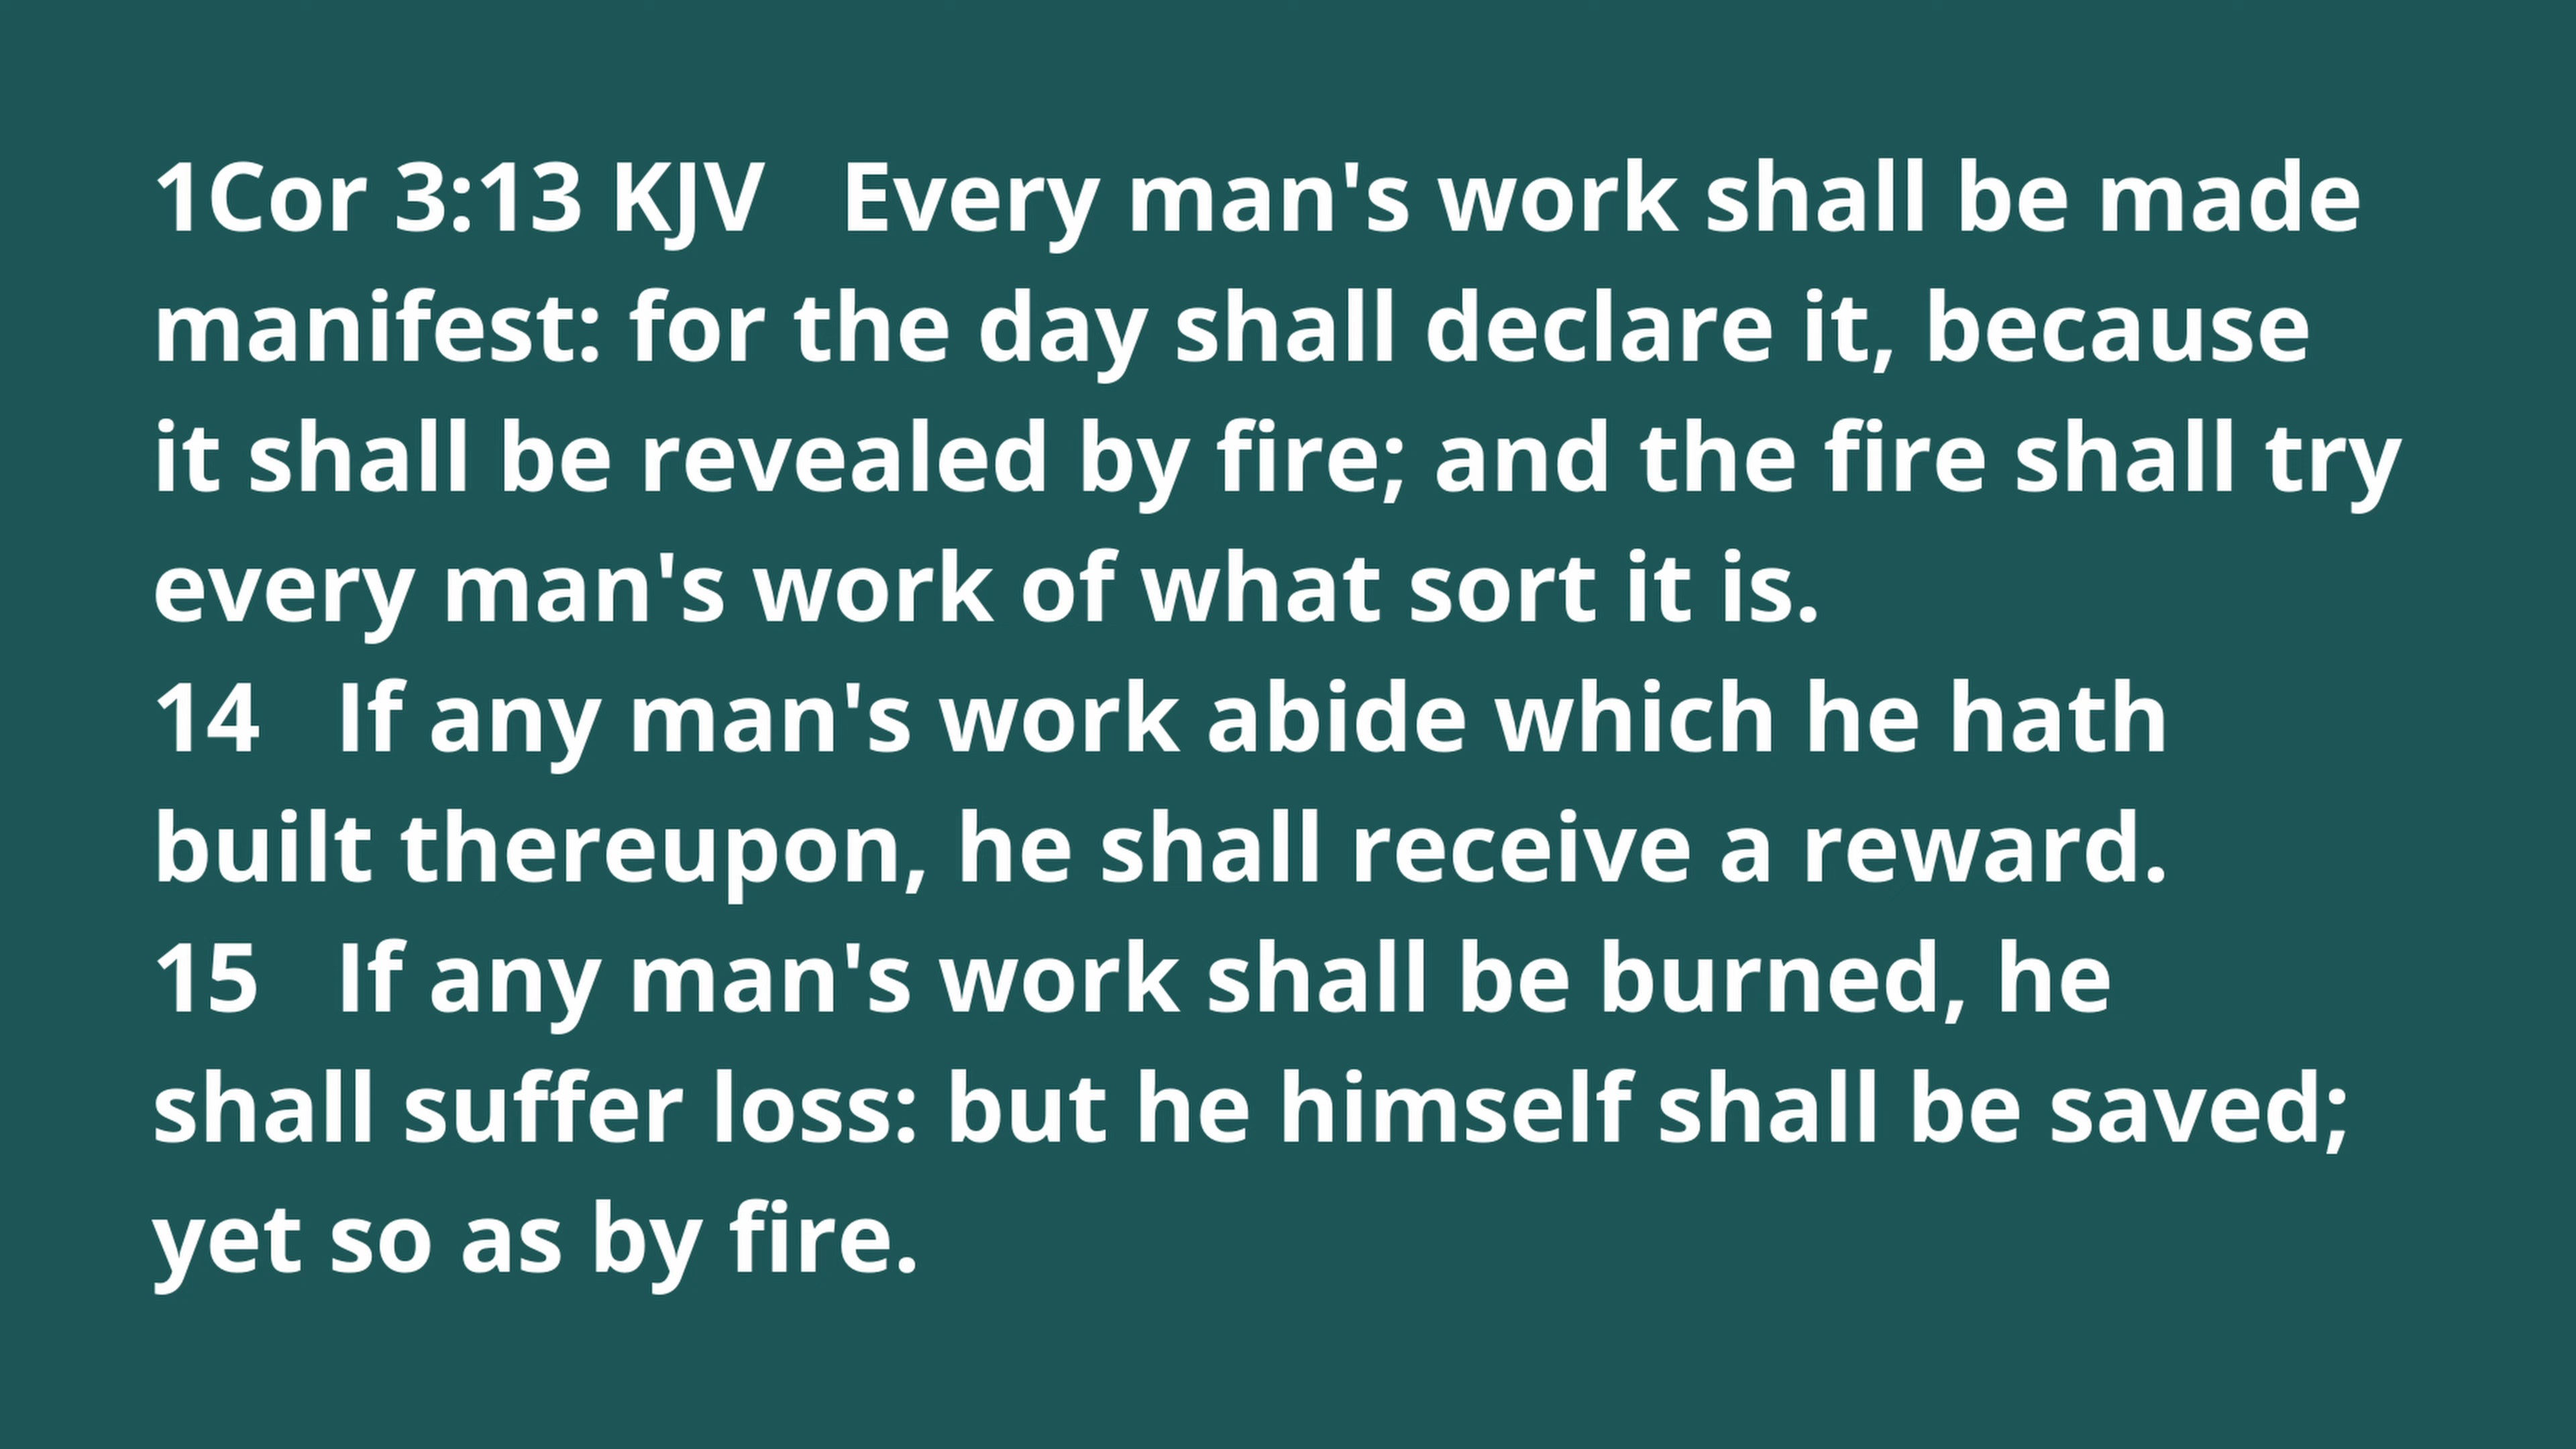 1Cor 3:13 KJV   Every man's work shall be made
manifest: for the day shall declare it, because
it shall be revealed by fire; and the fire shall try
every man's work of what sort it is.
14   If any man's work abide which he hath
built thereupon, he shall receive a reward.
15   If any man's work shall be burned, he
shall suffer loss: but he himself shall be saved;
yet so as by fire.